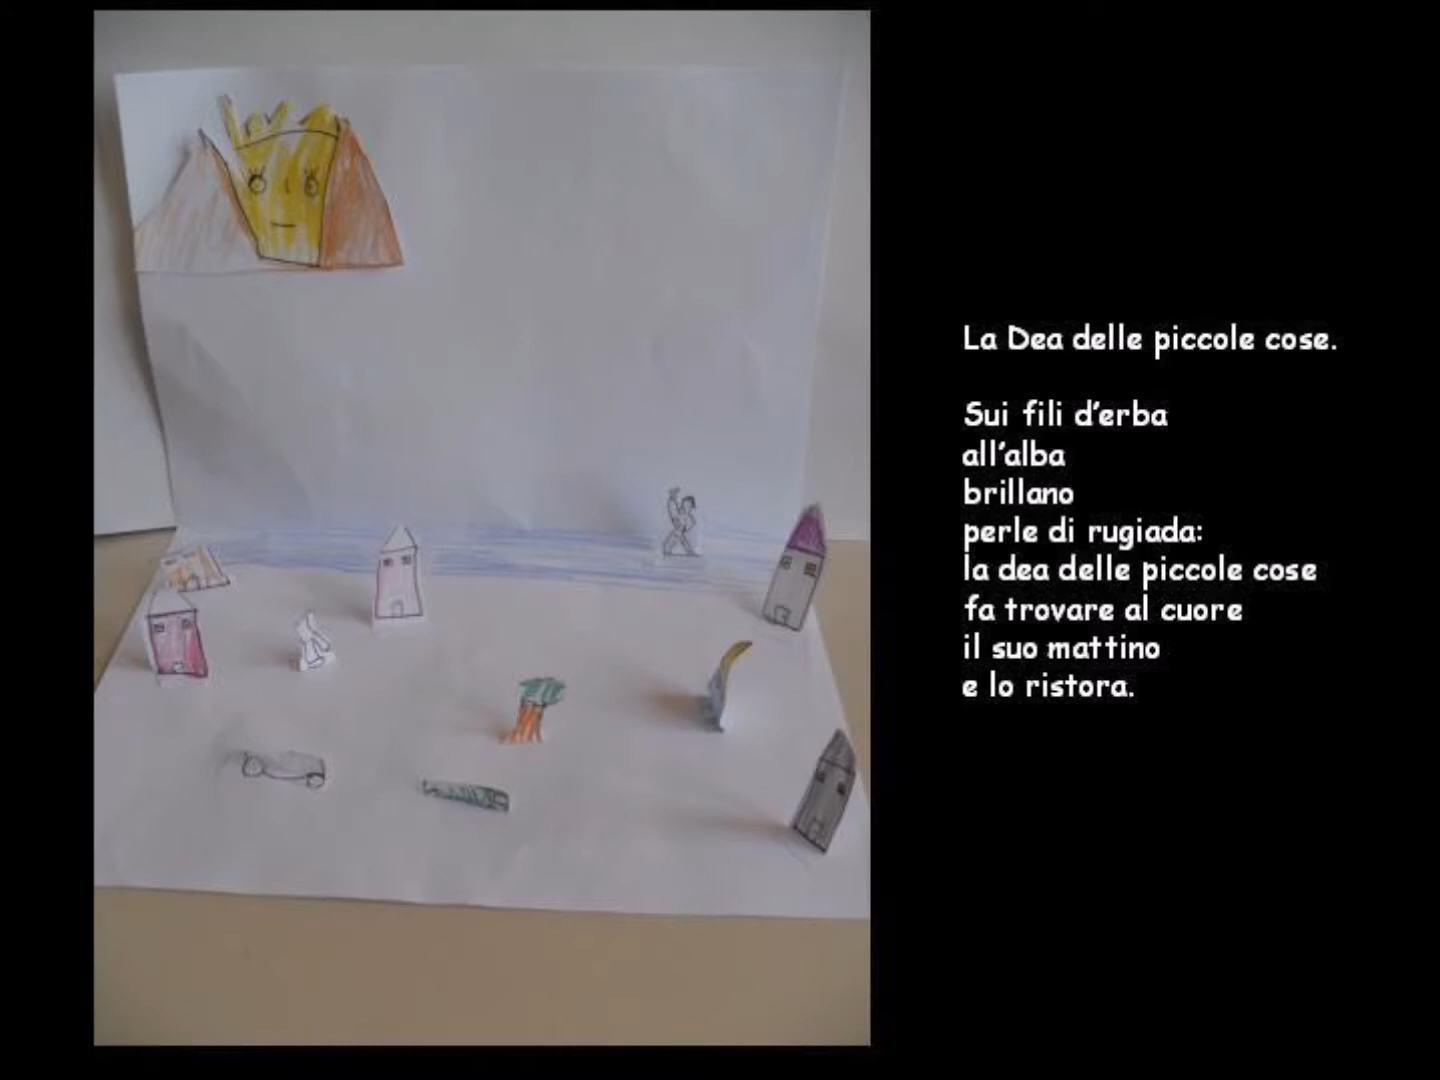 La Dea delle piccole cose.
Sui fili d'erba
all'alba
brillano
perle di rugiada:
la dea delle piccole cose
fa trovare al cuore
il suo mattino
e lo ristora.